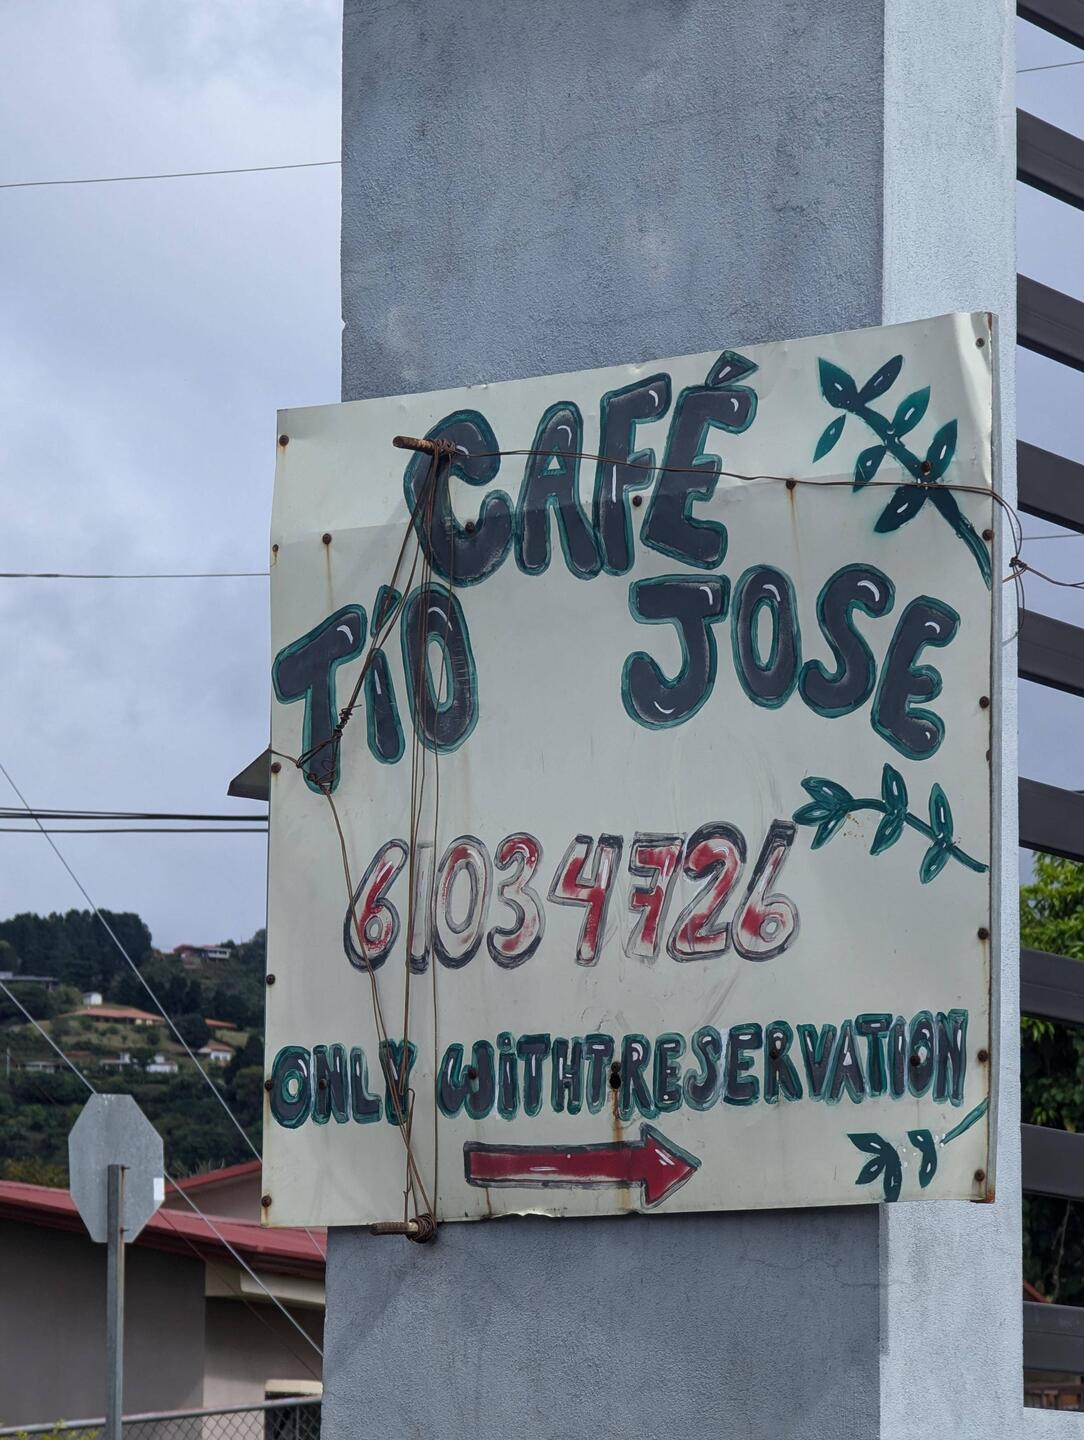 CAFÉ
TÍO JOSE
61034726
ONLY WITHT RESERVATION